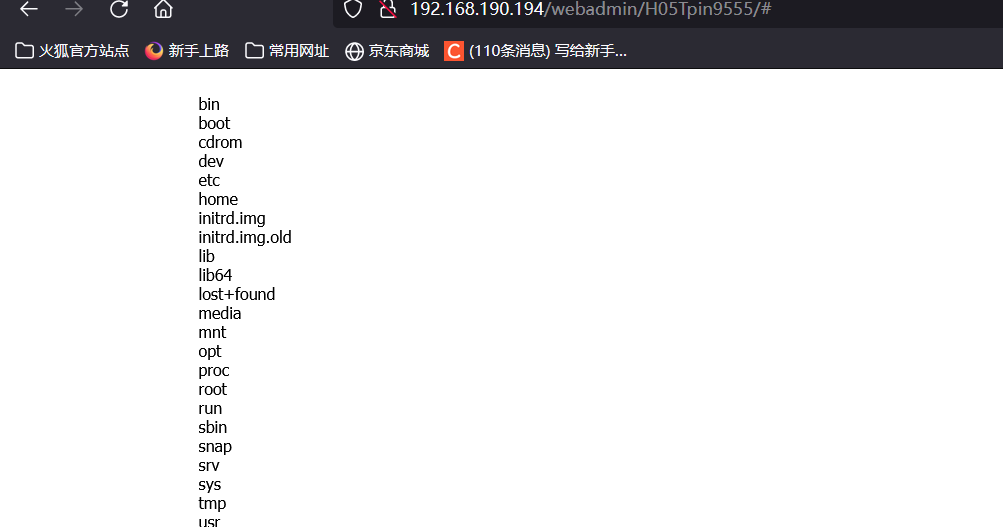 192.168.190.194/webadmin/H05Tpin9555/#
火狐官方站点 新手上路 常用网址 京东商城 C (110条消息) 写给新手...
bin
boot
cdrom
dev
etc
home
initrd.img
initrd.img.old
lib
lib64
lost+found
media
mnt
opt
proc
root
run
sbin
snap
srv
sys
tmp
usr